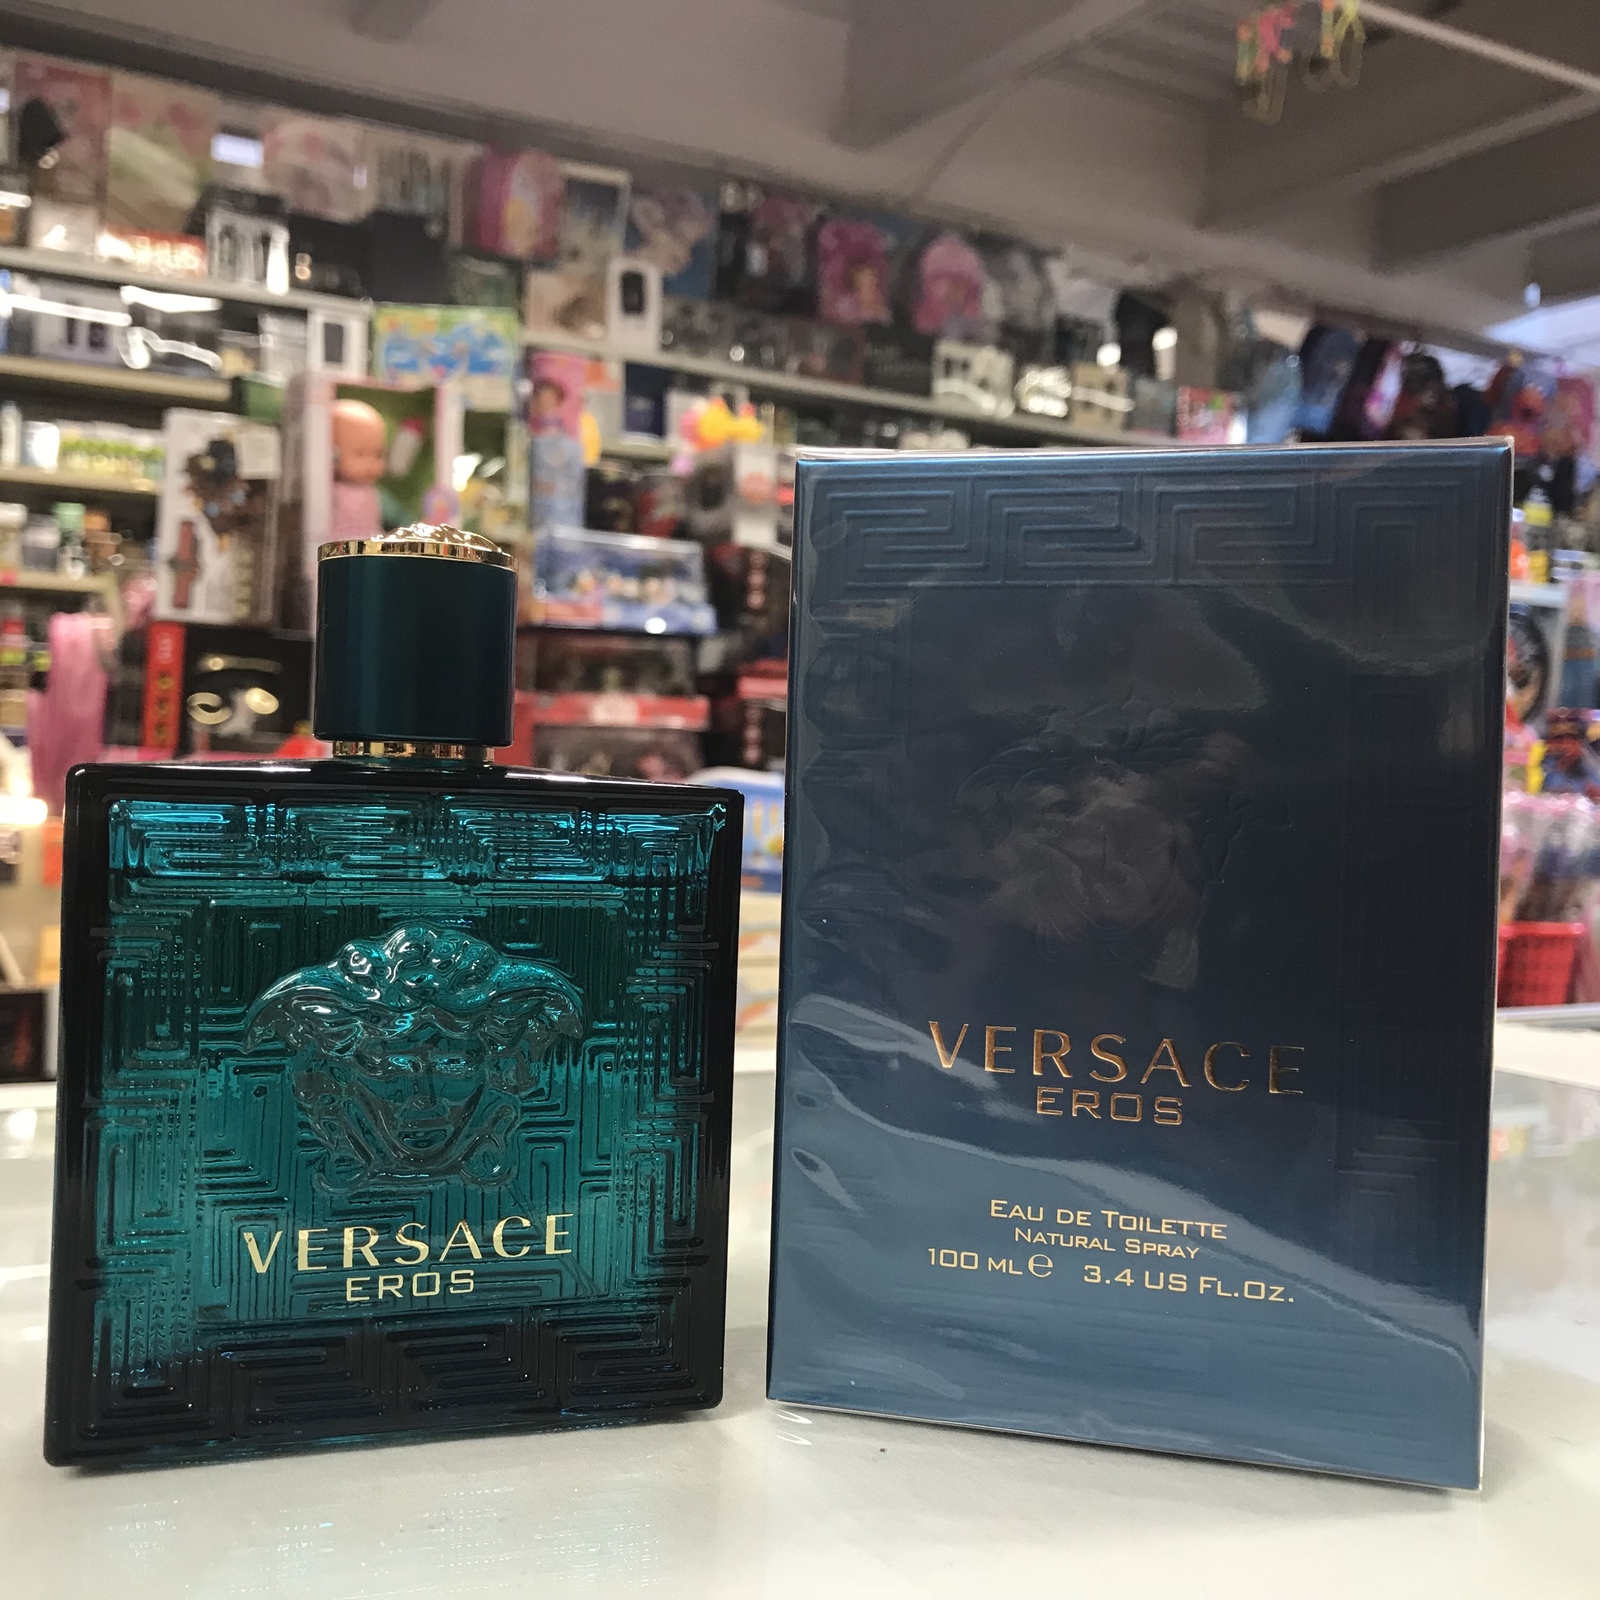 VERSACE
EROS
VERSACE
EROS
EAU DE TOILETTE
NATURAL SPRAY
100 ML ℮ 3.4 US FL.OZ.